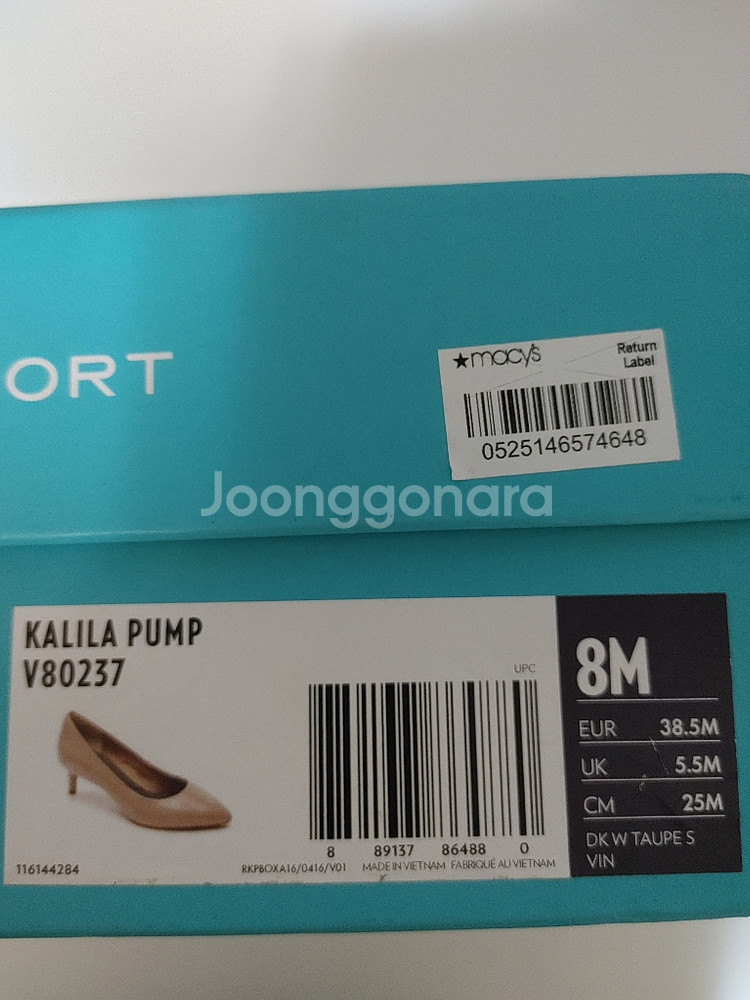 ORT
★macy's
Return
Label
0525146574648
Joonggonara
KALILA PUMP
V80237
UPC
8 89137 86488 0
116144284
RKPBOXA16/0416/V01 MADE IN VIETNAM FABRIQUÉ AU VIETNAM
8M
EUR 38.5M
UK 5.5M
CM 25M
DK W TAUPE S
VIN